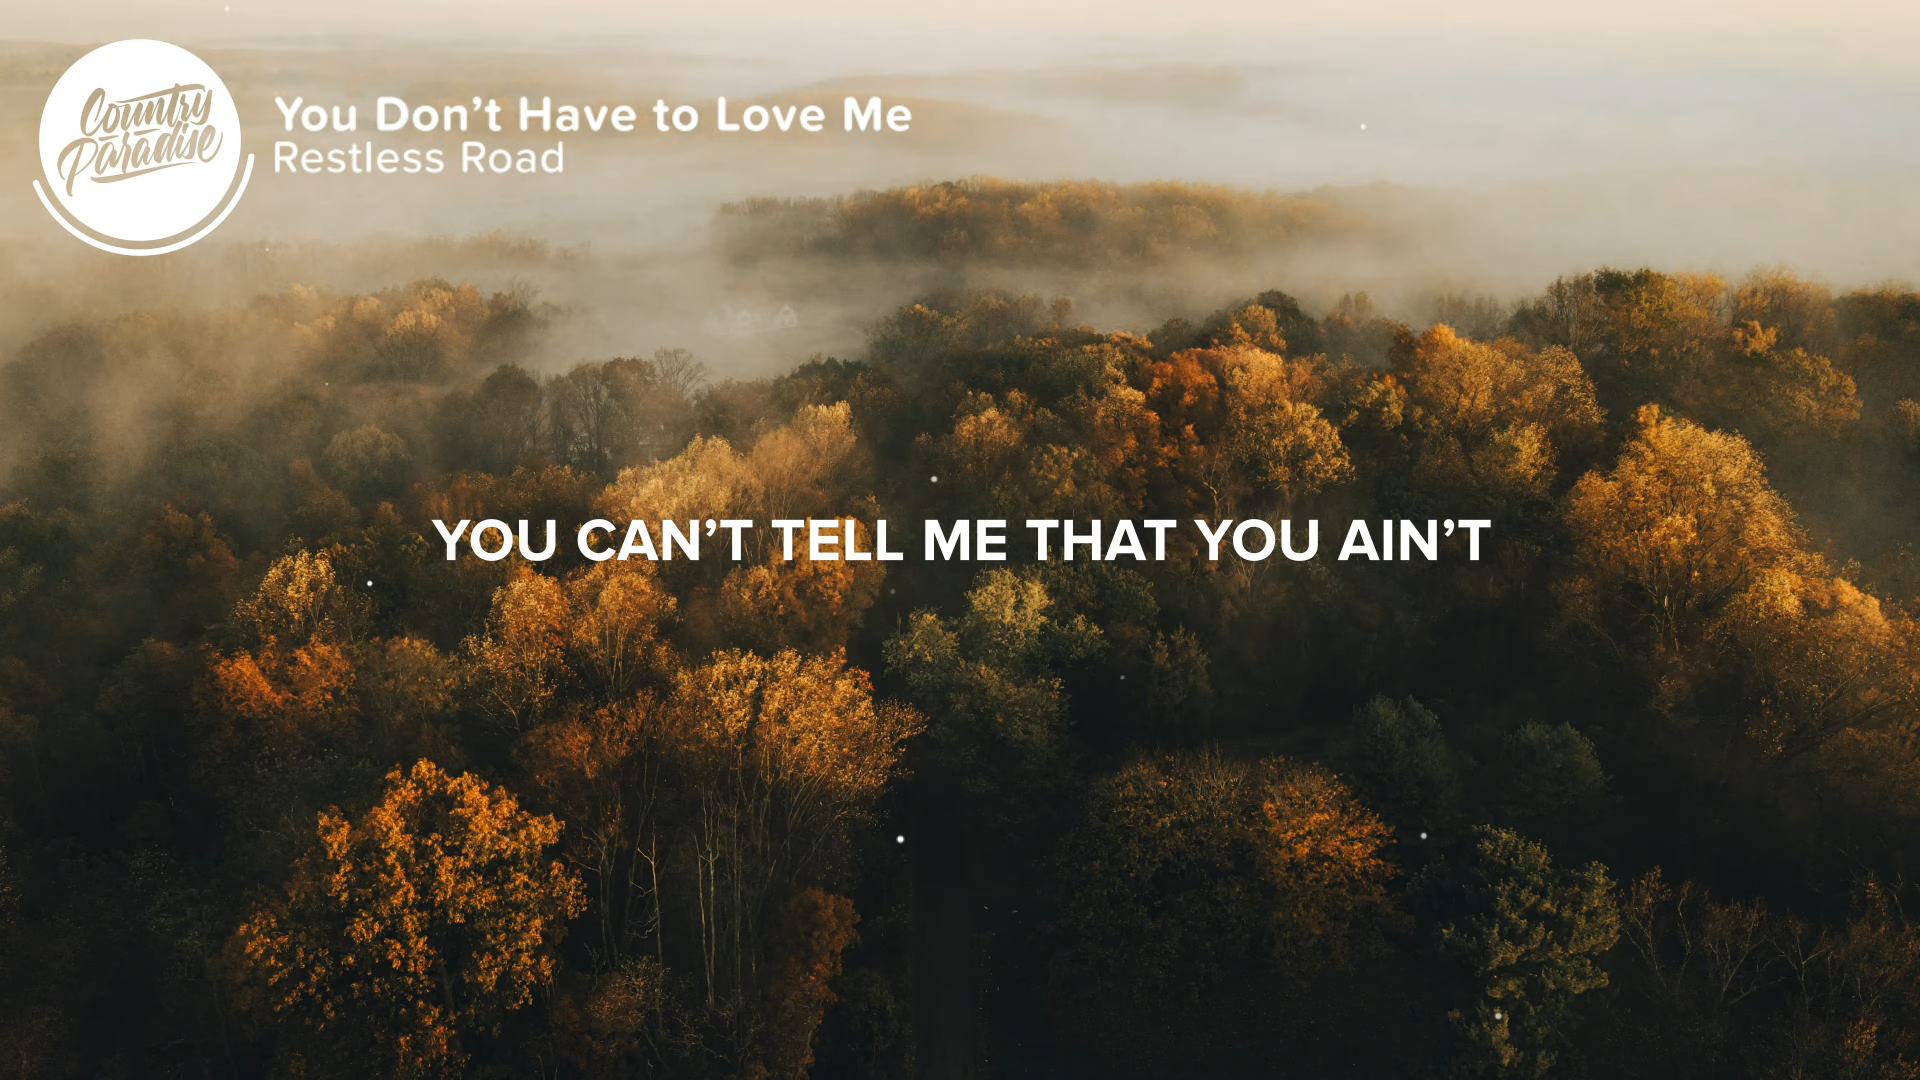 Country
Paradise
You Don’t Have to Love Me
Restless Road
YOU CAN’T TELL ME THAT YOU AIN’T